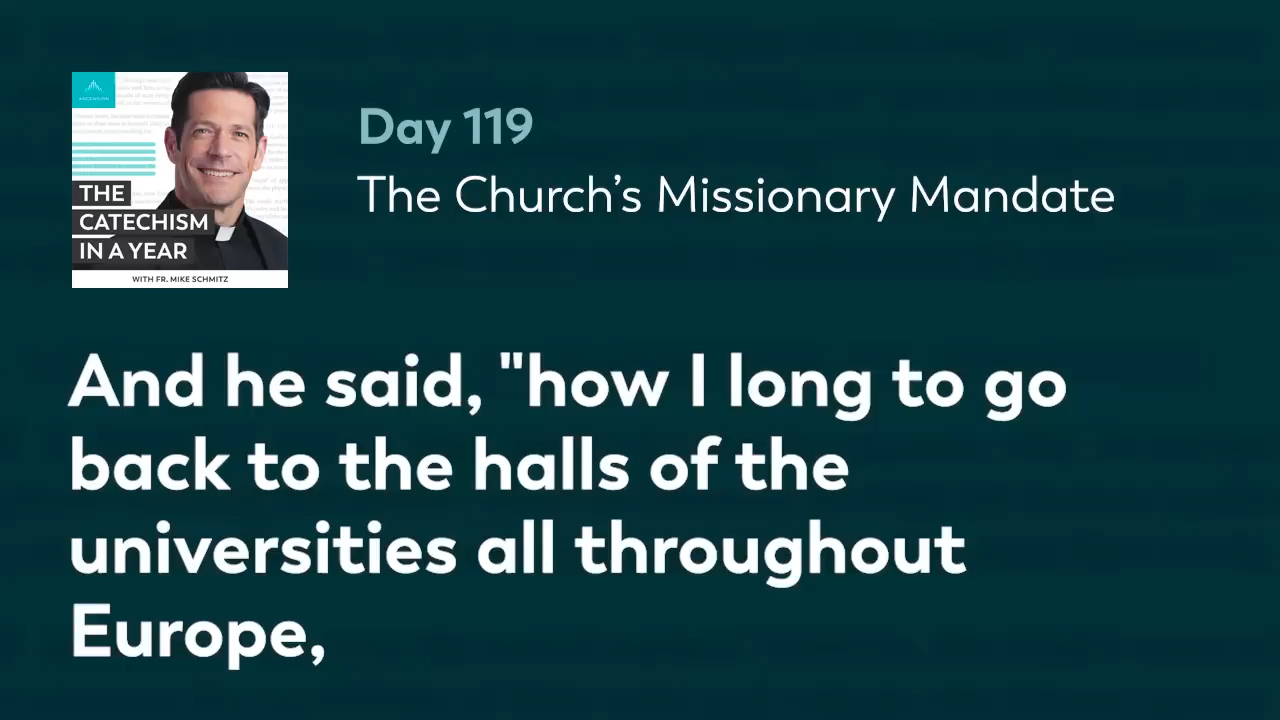 ASCENSION
THE
CATECHISM
IN A YEAR
WITH FR. MIKE SCHMITZ
Day 119
The Church’s Missionary Mandate
And he said, "how I long to go
back to the halls of the
universities all throughout
Europe,